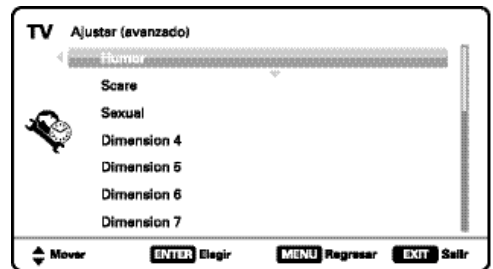 TV Ajustar (avanzado)
Humor
Scare
Sexual
Dimension 4
Dimension 5
Dimension 6
Dimension 7
Mover ENTER Elegir MENU Regresar EXIT Salir